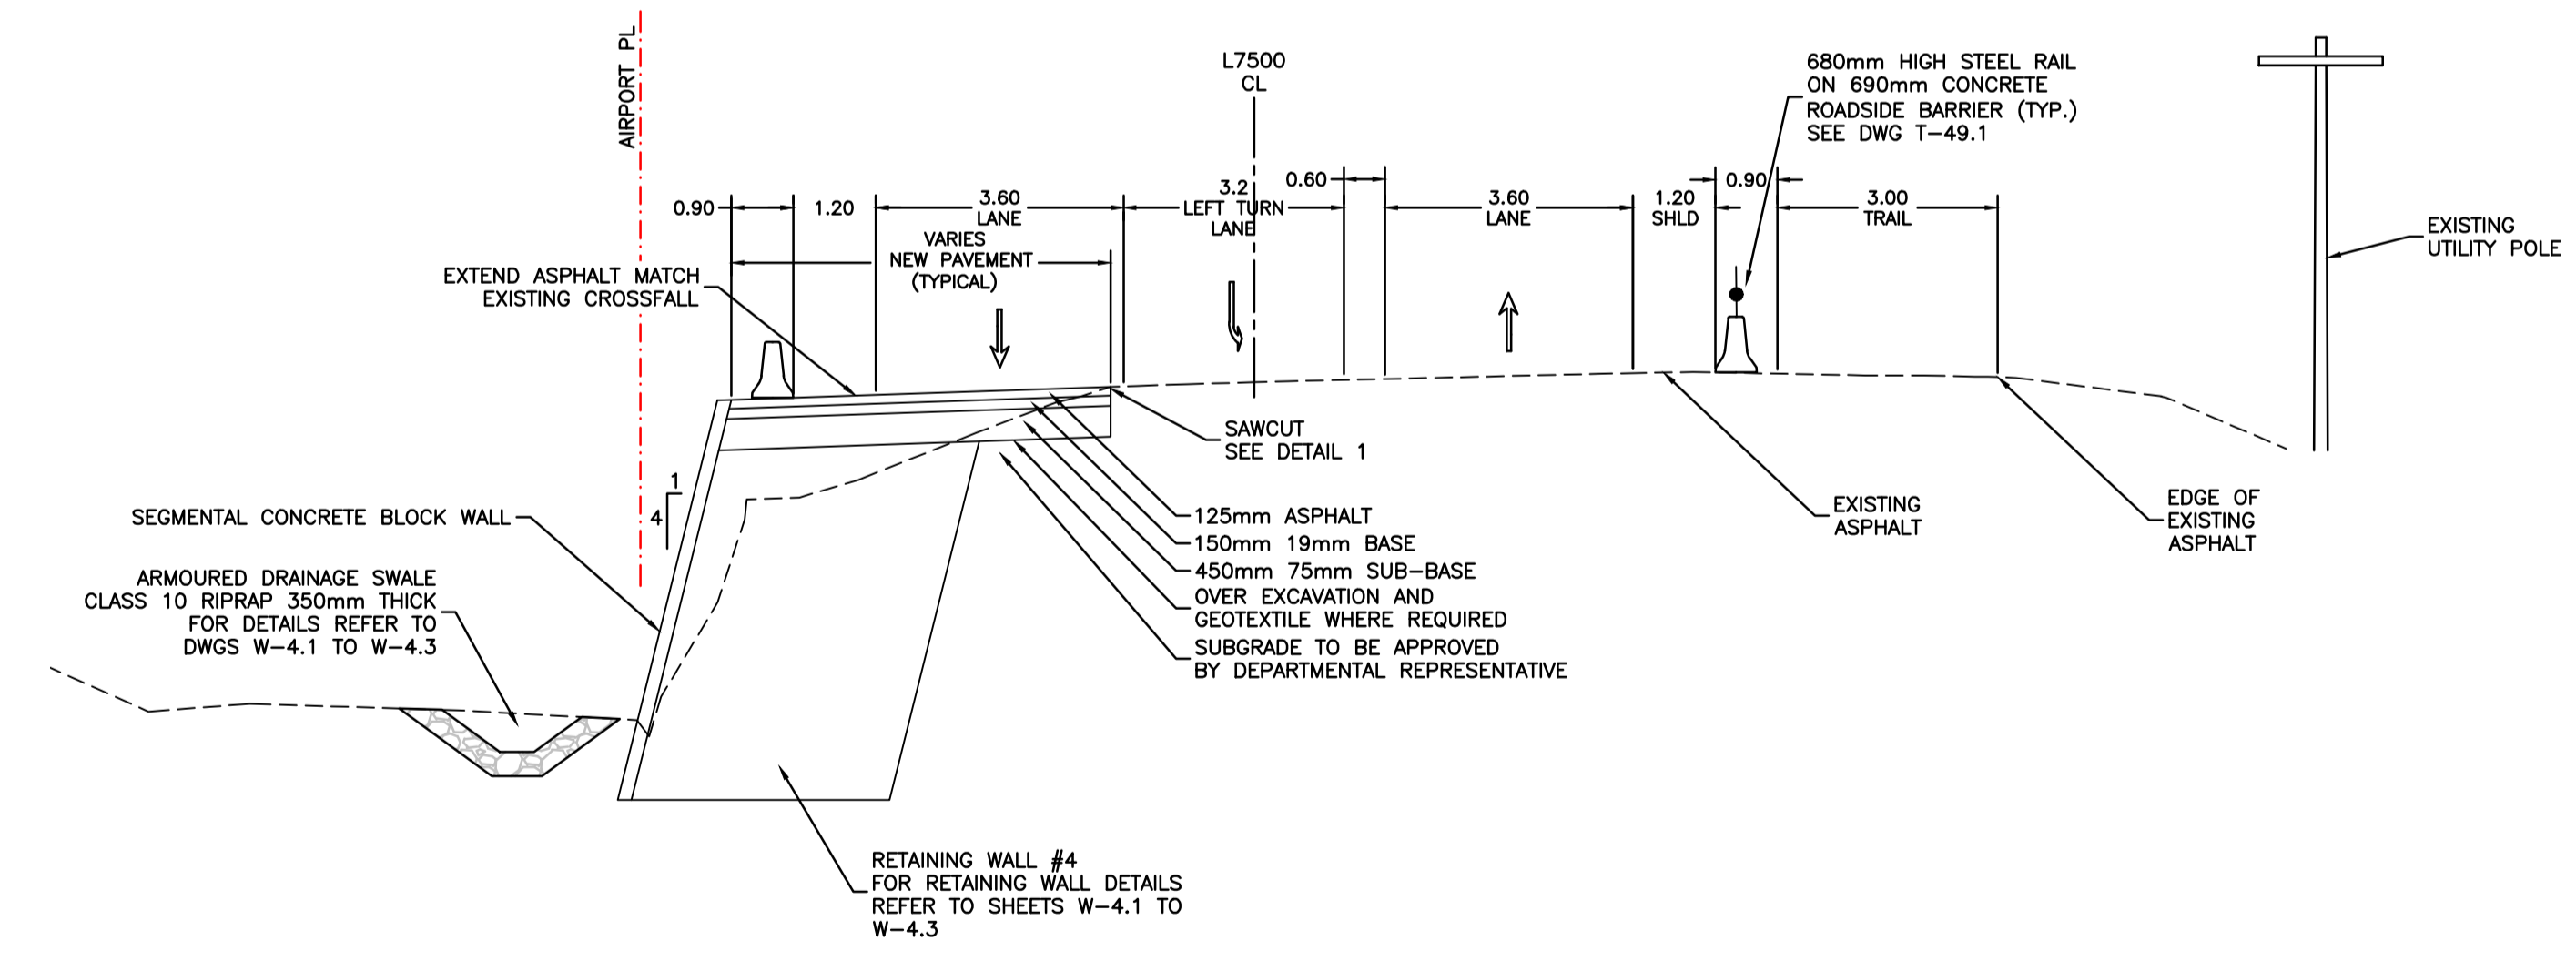 AIRPORT PL
L7500
CL
680mm HIGH STEEL RAIL
ON 690mm CONCRETE
ROADSIDE BARRIER (TYP.)
SEE DWG T-49.1
0.90
1.20
3.60
LANE
3.2
LEFT TURN
LANE
0.60
3.60
LANE
1.20
SHLD
0.90
3.00
TRAIL
VARIES
NEW PAVEMENT
(TYPICAL)
EXISTING
UTILITY POLE
EXTEND ASPHALT MATCH
EXISTING CROSSFALL
SAWCUT
SEE DETAIL 1
1
4
SEGMENTAL CONCRETE BLOCK WALL
125mm ASPHALT
150mm 19mm BASE
450mm 75mm SUB-BASE
OVER EXCAVATION AND
GEOTEXTILE WHERE REQUIRED
SUBGRADE TO BE APPROVED
BY DEPARTMENTAL REPRESENTATIVE
EXISTING
ASPHALT
EDGE OF
EXISTING
ASPHALT
ARMOURED DRAINAGE SWALE
CLASS 10 RIPRAP 350mm THICK
FOR DETAILS REFER TO
DWGS W-4.1 TO W-4.3
RETAINING WALL #4
FOR RETAINING WALL DETAILS
REFER TO SHEETS W-4.1 TO
W-4.3